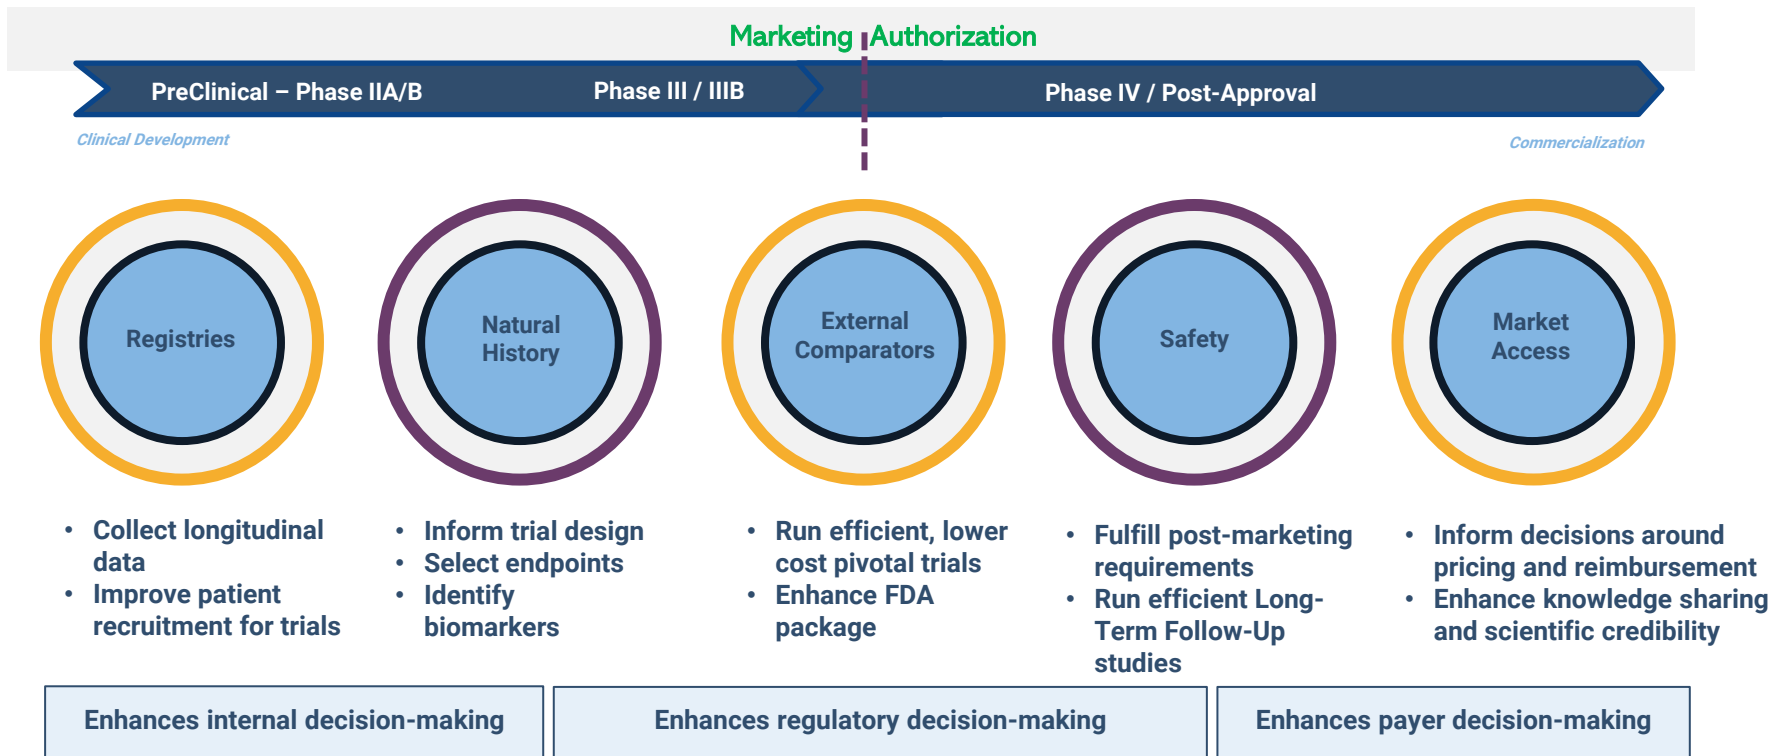 Marketing Authorization
PreClinical – Phase IIA/B
Phase III / IIIB
Phase IV / Post-Approval
Clinical Development
Commercialization
Registries
Natural
History
External
Comparators
Safety
Market
Access
• Collect longitudinal
data
• Improve patient
recruitment for trials
• Inform trial design
• Select endpoints
• Identify
biomarkers
• Run efficient, lower
cost pivotal trials
• Enhance FDA
package
• Fulfill post-marketing
requirements
• Run efficient Long-
Term Follow-Up
studies
• Inform decisions around
pricing and reimbursement
• Enhance knowledge sharing
and scientific credibility
Enhances internal decision-making
Enhances regulatory decision-making
Enhances payer decision-making